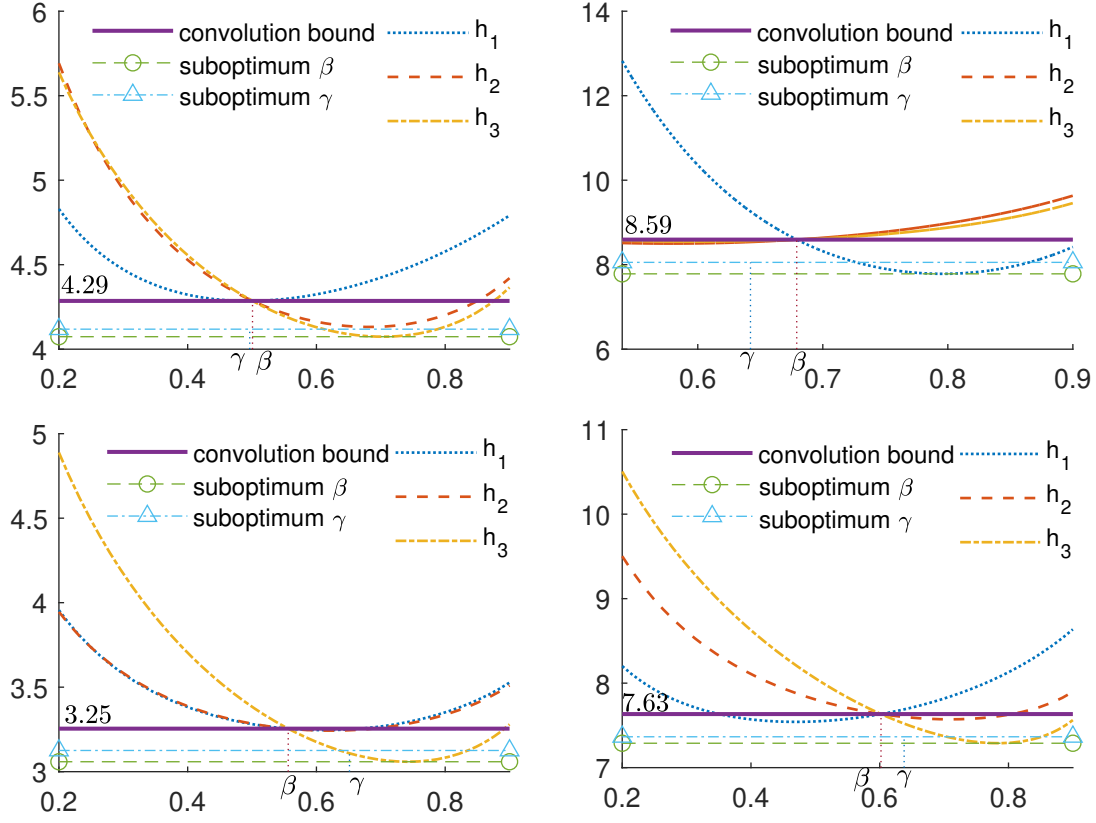 6
5.5
5
4.5
4
convolution bound
suboptimum β
suboptimum γ
h1
h2
h3
4.29
γ β
0.2 0.4 0.6 0.8
14
12
10
8
6
convolution bound
suboptimum β
suboptimum γ
h1
h2
h3
8.59
γ β
0.6 0.7 0.8 0.9
5
4.5
4
3.5
3
convolution bound
suboptimum β
suboptimum γ
h1
h2
h3
3.25
β γ
0.2 0.4 0.6 0.8
11
10
9
8
7
convolution bound
suboptimum β
suboptimum γ
h1
h2
h3
7.63
β γ
0.2 0.4 0.6 0.8